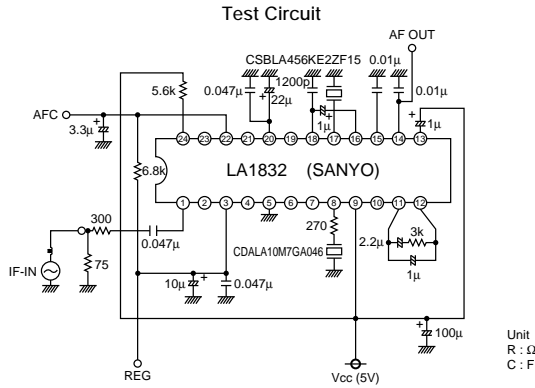 Test Circuit
AF OUT
CSBLA456KE2ZF15
0.01μ
5.6k
0.047μ
1200p
0.01μ
22μ
1μ
1μ
AFC
3.3μ
24 23 22 21 20 19 18 17 16 15 14 13
6.8k
LA1832 (SANYO)
1 2 3 4 5 6 7 8 9 10 11 12
300
0.047μ
270
2.2μ
3k
IF-IN
75
CDALA10M7GA046
1μ
10μ
0.047μ
100μ
REG
Vcc (5V)
Unit
R : Ω
C : F